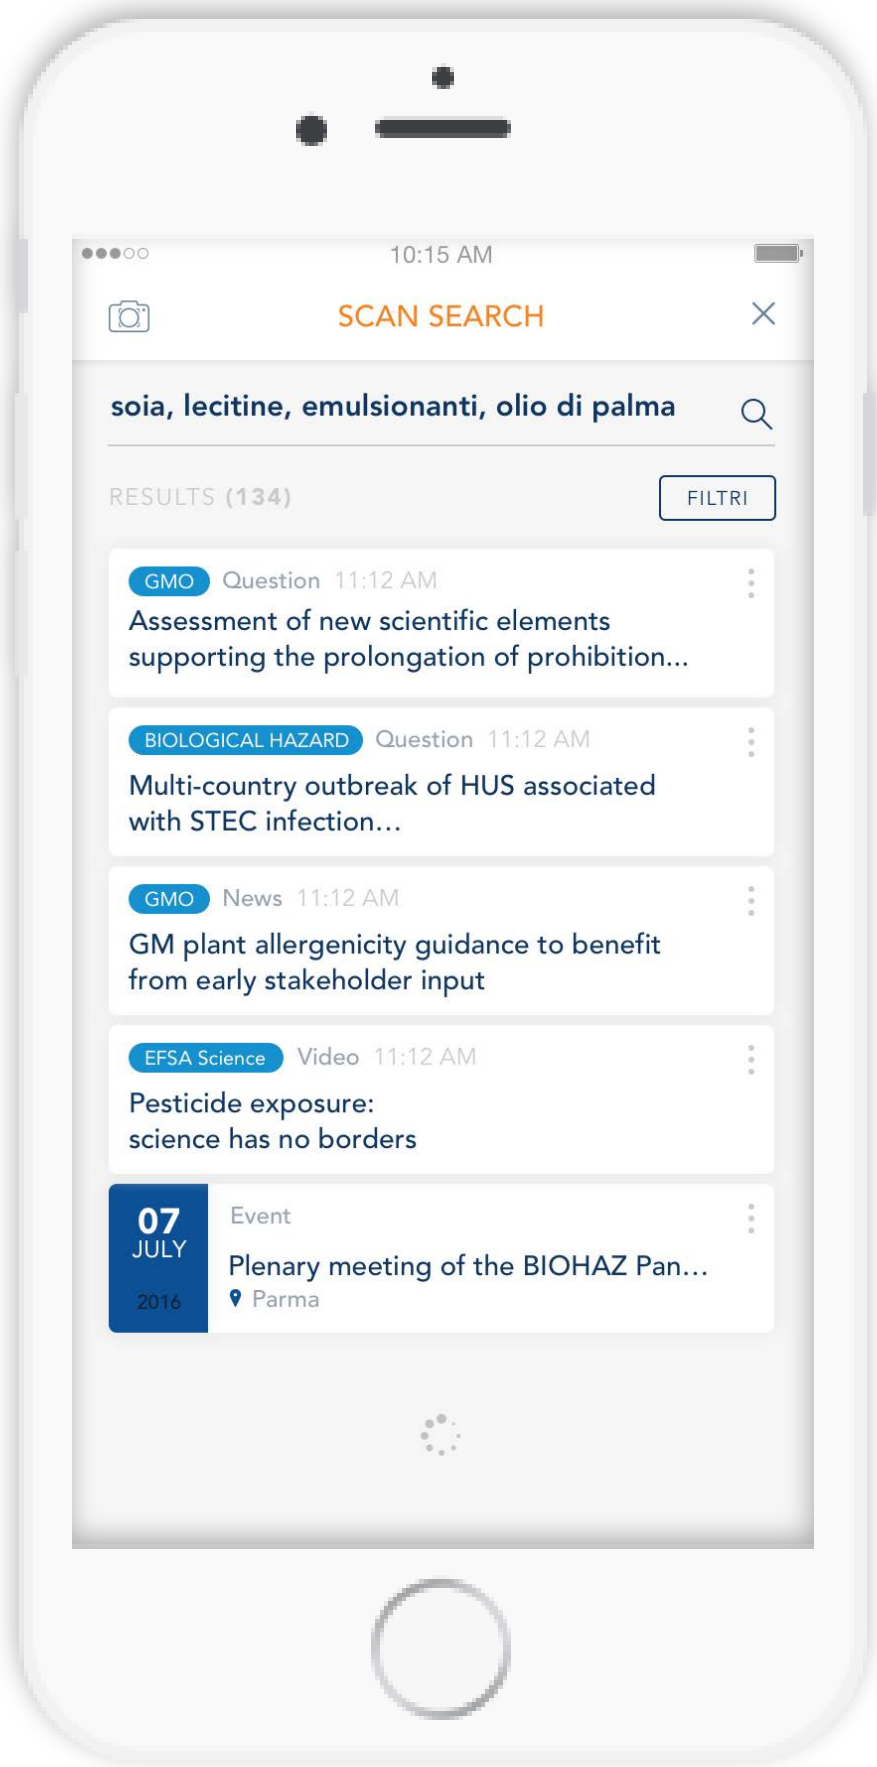 10:15 AM
SCAN SEARCH
soia, lecitine, emulsionanti, olio di palma
RESULTS (134)
FILTRI
GMO Question 11:12 AM
Assessment of new scientific elements
supporting the prolongation of prohibition...
BIOLOGICAL HAZARD Question 11:12 AM
Multi-country outbreak of HUS associated
with STEC infection...
GMO News 11:12 AM
GM plant allergenicity guidance to benefit
from early stakeholder input
EFSA Science Video 11:12 AM
Pesticide exposure:
science has no borders
07
JULY
2016
Event
Plenary meeting of the BIOHAZ Pan...
Parma